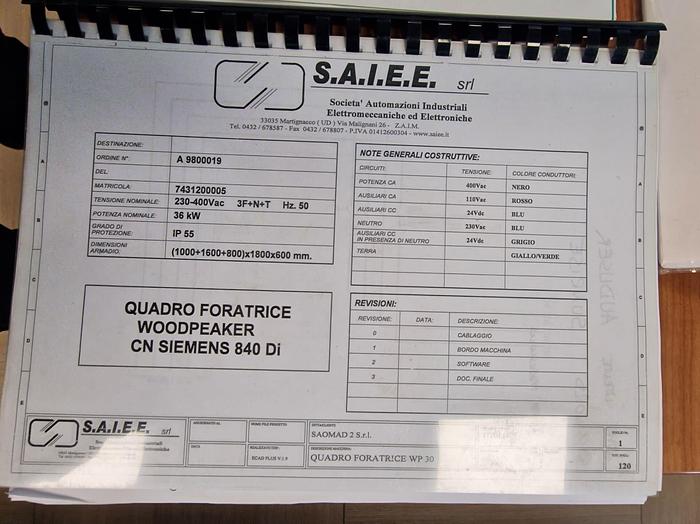 S.A.I.E.E. srl
Societa' Automazioni Industriali
Elettromeccaniche ed Elettroniche
33035 Martignacco ( UD ) Via Malignani 26 - Z.A.I.M.
Tel. 0432 / 678587 - Fax 0432 / 678807 - P.IVA 01412600304 - www.saiee.it
DESTINAZIONE:
ORDINE N°: A 9800019
DEL
MATRICOLA: 7431200005
TENSIONE NOMINALE: 230-400Vac 3F+N+T Hz. 50
POTENZA NOMINALE: 36 kW
GRADO DI
PROTEZIONE: IP 55
DIMENSIONI
ARMADIO: (1000+1600+800)x1800x600 mm.
NOTE GENERALI COSTRUTTIVE:
CIRCUITI: TENSIONE: COLORE CONDUTTORI:
POTENZA CA 400Vac NERO
AUSILIARI CA 110Vac ROSSO
AUSILIARI CC 24Vdc BLU
NEUTRO 230Vac BLU
AUSILIARI CC
IN PRESENZA DI NEUTRO 24Vdc GRIGIO
TERRA GIALLO/VERDE
QUADRO FORATRICE
WOODPEAKER
CN SIEMENS 840 Di
REVISIONI:
REVISIONE: DATA: DESCRIZIONE:
0 CABLAGGIO
1 BORDO MACCHINA
2 SOFTWARE
3 DOC. FINALE
S.A.I.E.E. srl
DATA
NOME FILE PROGETTO
REALIZZATO CON:
ECAD PLUS V.1.9
SAOMAD 2 S.r.l.
QUADRO FORATRICE WP 30
1
120